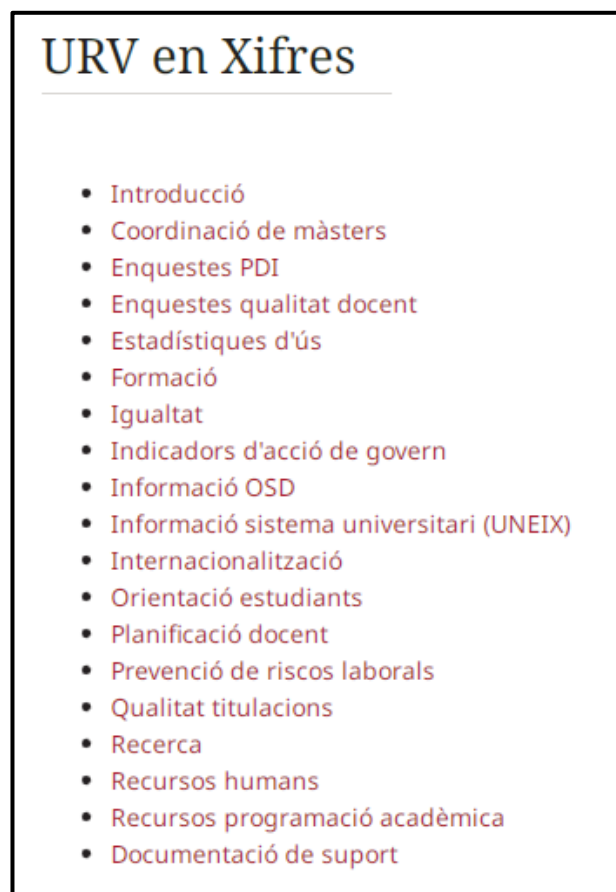 URV en Xifres
Introducció
Coordinació de màsters
Enquestes PDI
Enquestes qualitat docent
Estadístiques d'ús
Formació
Igualtat
Indicadors d'acció de govern
Informació OSD
Informació sistema universitari (UNEIX)
Internacionalització
Orientació estudiants
Planificació docent
Prevenció de riscos laborals
Qualitat titulacions
Recerca
Recursos humans
Recursos programació acadèmica
Documentació de suport